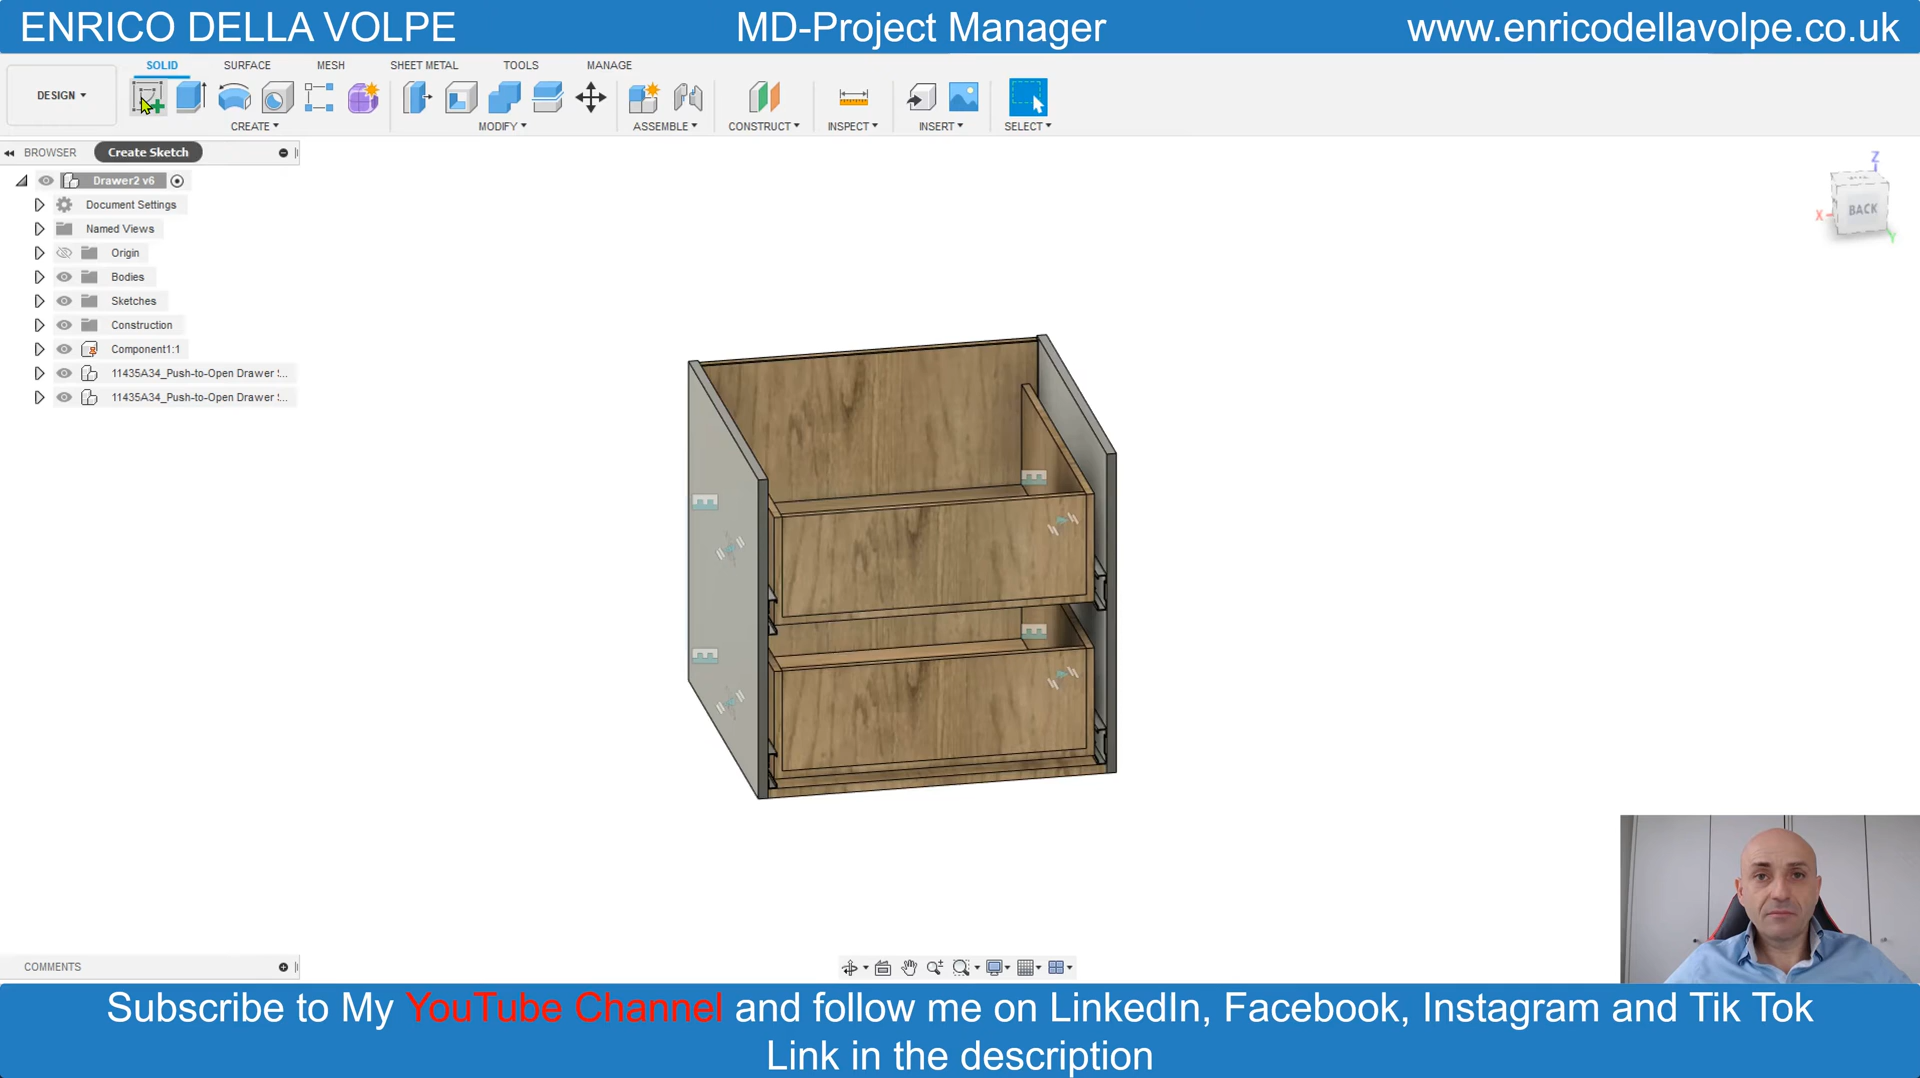 ENRICO DELLA VOLPE
MD-Project Manager
www.enricodellavolpe.co.uk
SOLID
SURFACE
MESH
SHEET METAL
TOOLS
MANAGE
DESIGN
CREATE
MODIFY
ASSEMBLE
CONSTRUCT
INSPECT
INSERT
SELECT
BROWSER
Create Sketch
Drawer2 v6
Document Settings
Named Views
Origin
Bodies
Sketches
Construction
Component1:1
11435A34_Push-to-Open Drawer S...
11435A34_Push-to-Open Drawer S...
Z
BACK
X
Y
COMMENTS
Subscribe to My YouTube Channel and follow me on LinkedIn, Facebook, Instagram and Tik Tok
Link in the description